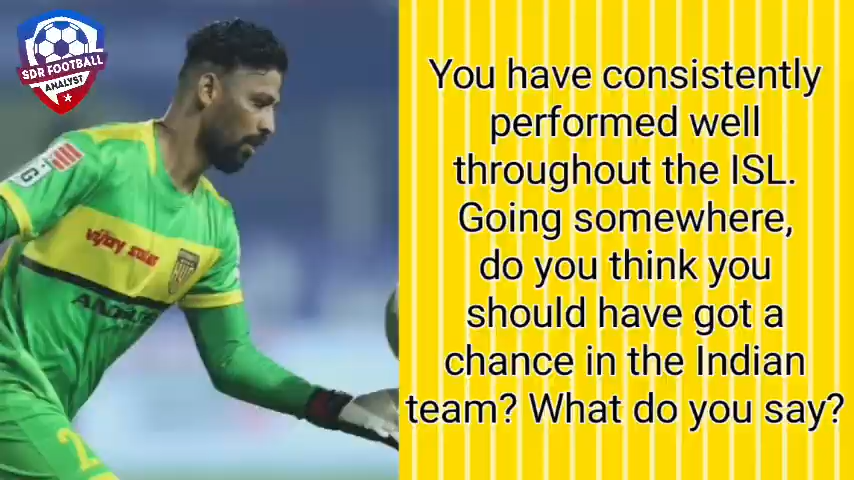 SDR FOOTBALL
ANALYST
You have consistently
performed well
throughout the ISL.
Going somewhere,
do you think you
should have got a
chance in the Indian
team? What do you say?
vijay sales